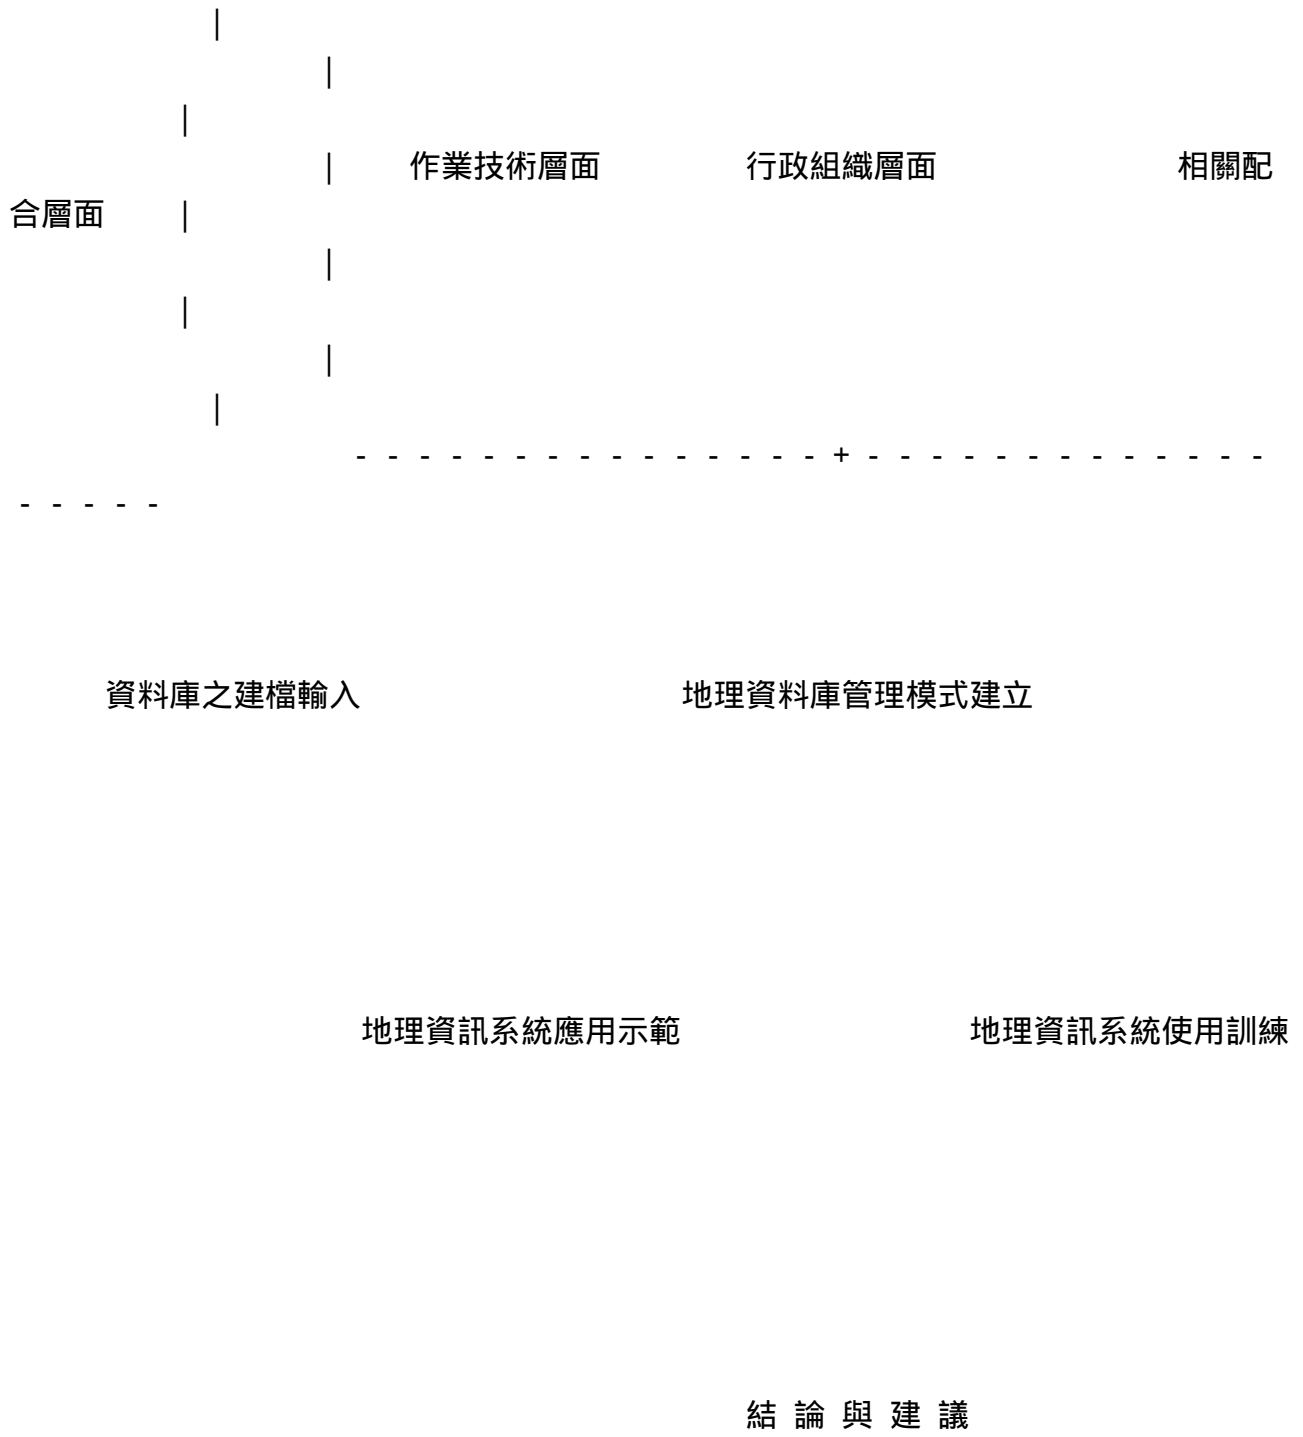 |
|
|
| 作業技術層面 行政組織層面 相關配
合層面 |
|
|
|
|
- - - - - - - - - - - - - - - + - - - - - - - - - - - - -
- - - - -
資料庫之建檔輸入 地理資料庫管理模式建立
地理資訊系統應用示範 地理資訊系統使用訓練
結 論 與 建 議